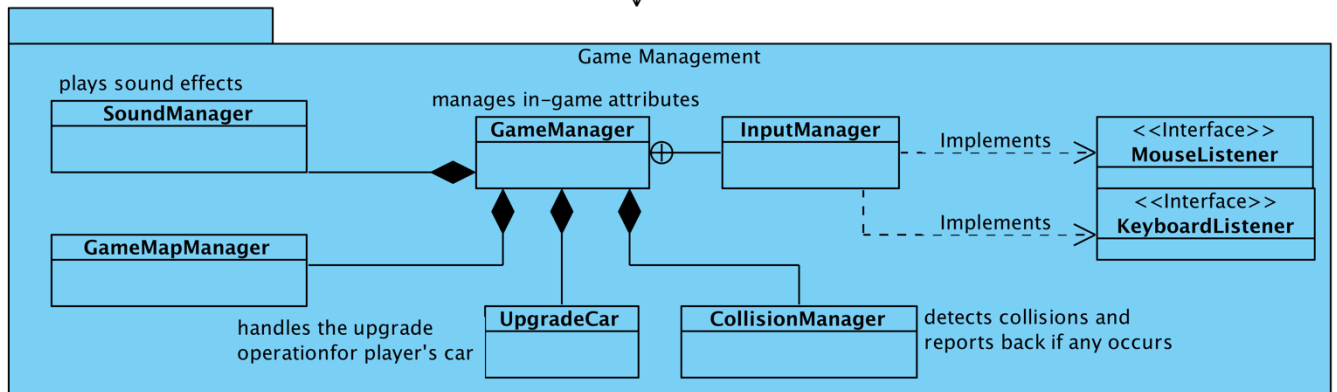 Game Management
plays sound effects
SoundManager
manages in-game attributes
GameManager
InputManager
Implements
<<Interface>>
MouseListener
Implements
<<Interface>>
KeyboardListener
GameMapManager
handles the upgrade
operationfor player's car
UpgradeCar
CollisionManager
detects collisions and
reports back if any occurs